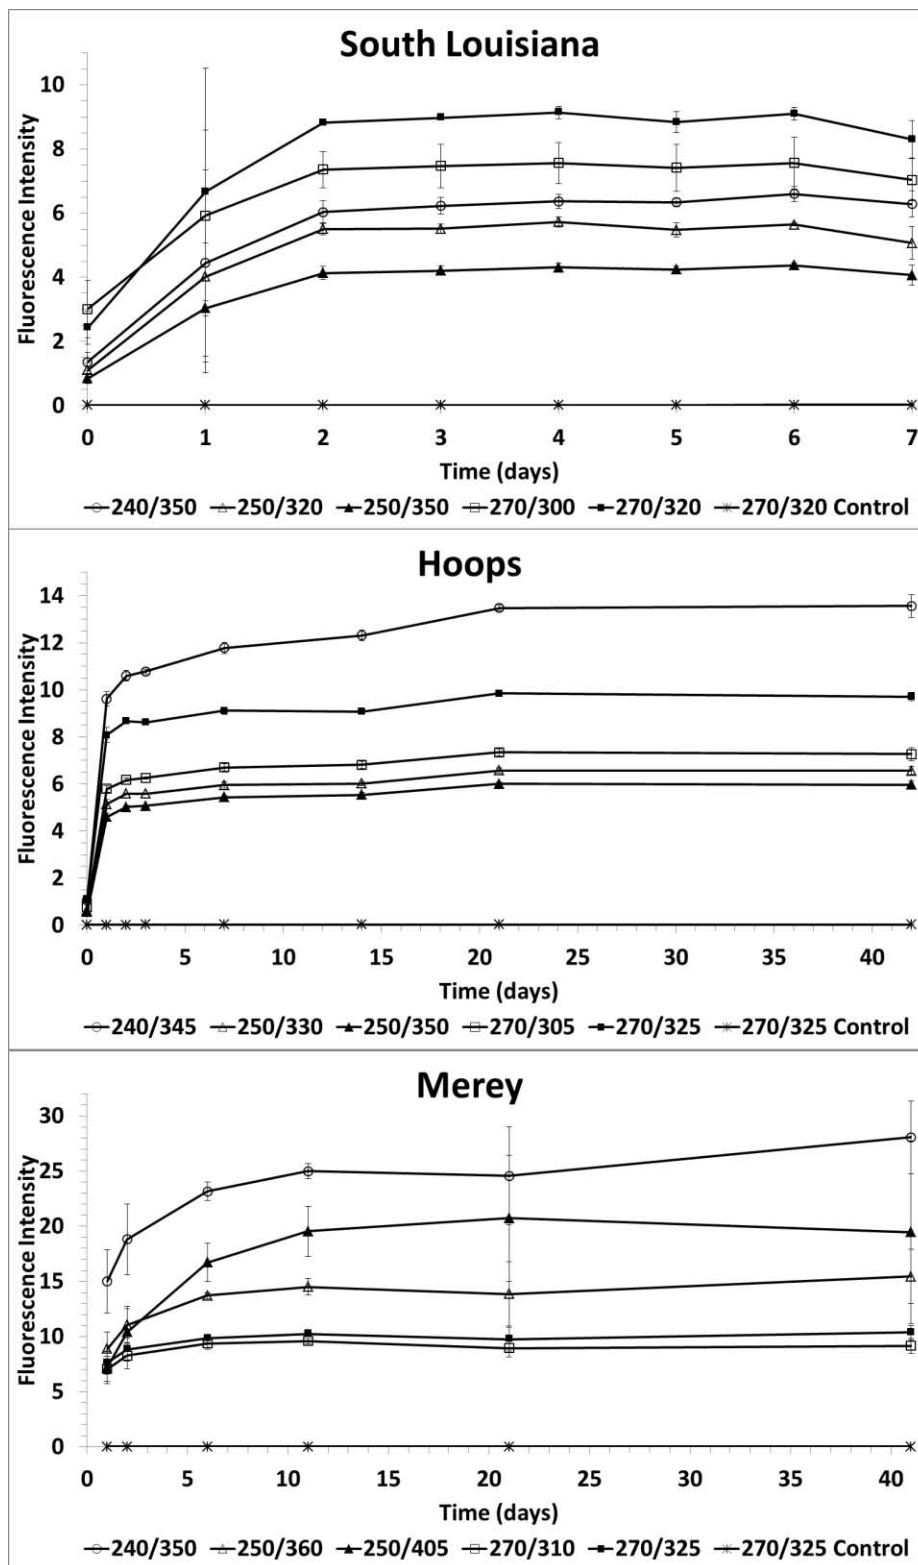 South Louisiana
Fluorescence Intensity
10
8
6
4
2
0
0 1 2 3 4 5 6 7
Time (days)
240/350 250/320 250/350 270/300 270/320 270/320 Control
Hoops
Fluorescence Intensity
14
12
10
8
6
4
2
0
0 5 10 15 20 25 30 35 40
Time (days)
240/345 250/330 250/350 270/305 270/325 270/325 Control
Merey
Fluorescence Intensity
30
25
20
15
10
5
0
0 5 10 15 20 25 30 35 40
Time (days)
240/350 250/360 250/405 270/310 270/325 270/325 Control